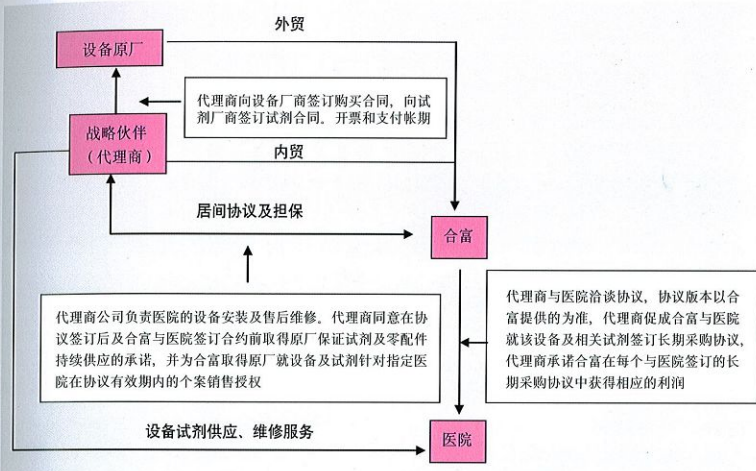 外贸
设备原厂
代理商向设备厂商签订购买合同，向试
剂厂商签订试剂合同。开票和支付帐期
战略伙伴
（代理商）
内贸
居间协议及担保
合富
代理商公司负责医院的设备安装及售后维修。代理商同意在协
议签订后及合富与医院签订合约前取得原厂保证试剂及零配件
持续供应的承诺，并为合富取得原厂就设备及试剂针对指定医
院在协议有效期内的个案销售授权
代理商与医院洽谈协议，协议版本以合
富提供的为准，代理商促成合富与医院
就该设备及相关试剂签订长期采购协议，
代理商承诺合富在每个与医院签订的长
期采购协议中获得相应的利润
设备试剂供应、维修服务
医院